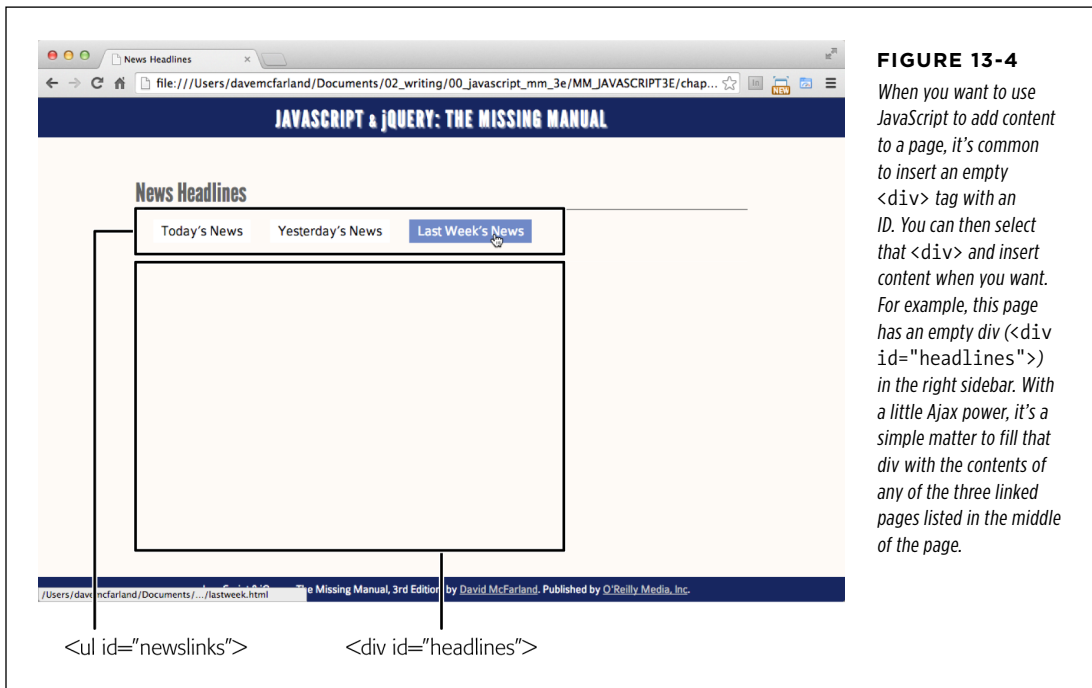 News Headlines
file:///Users/davemcfarland/Documents/02_writing/00_javascript_mm_3e/MM_JAVASCRIPT3E/chap...
NEW
JAVASCRIPT & jQUERY: THE MISSING MANUAL
News Headlines
Today's News Yesterday's News Last Week's News
The Missing Manual, 3rd Edition, by David McFarland. Published by O'Reilly Media, Inc.
/Users/davemcfarland/Documents/.../lastweek.html
<ul id="newslinks"> <div id="headlines">
FIGURE 13-4
When you want to use
JavaScript to add content
to a page, it's common
to insert an empty
<div> tag with an
ID. You can then select
that <div> and insert
content when you want.
For example, this page
has an empty div (<div
id="headlines">)
in the right sidebar. With
a little Ajax power, it's a
simple matter to fill that
div with the contents of
any of the three linked
pages listed in the middle
of the page.